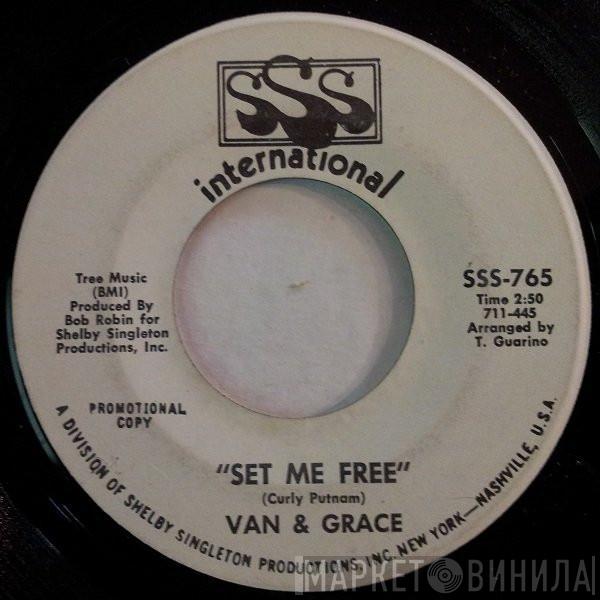 SSS
international
Tree Music
(BMI)
Produced By
Bob Robin for
Shelby Singleton
Productions, Inc.
SSS-765
Time 2:50
711-445
Arranged by
T. Guarino
PROMOTIONAL
COPY
"SET ME FREE"
(Curly Putnam)
VAN & GRACE
A DIVISION OF SHELBY SINGLETON PRODUCTIONS, INC. NEW YORK—NASHVILLE, U.S.A.
МАРКЕТ ВИНИЛА